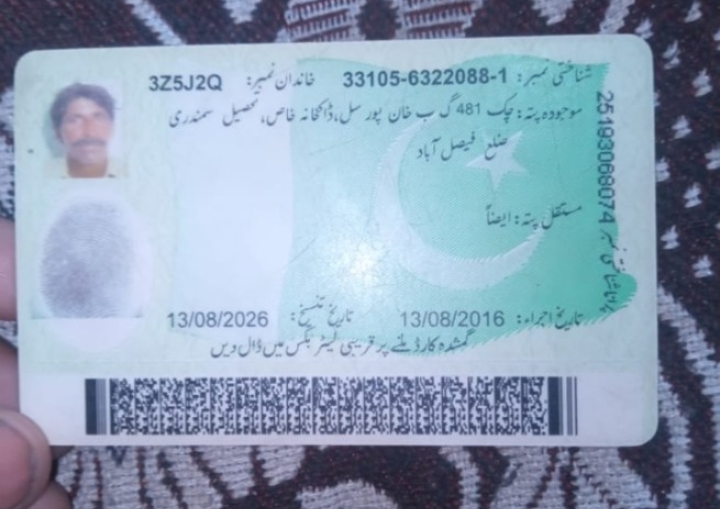 شناختی نمبر: 33105-6322088-1 خاندان نمبر: 3Z5J2Q
موجودہ پتہ: چک 481 گ ب خان پور سل، ڈاکخانہ خاص، تحصیل سمندری
ضلع فیصل آباد
مستقل پتہ: ایضاً
تاریخ اجراء: 13/08/2016 تاریخ تنسیخ: 13/08/2026
گمشدہ کارڈ ملنے پر قریبی لیٹر بکس میں ڈال دیں
25193068074